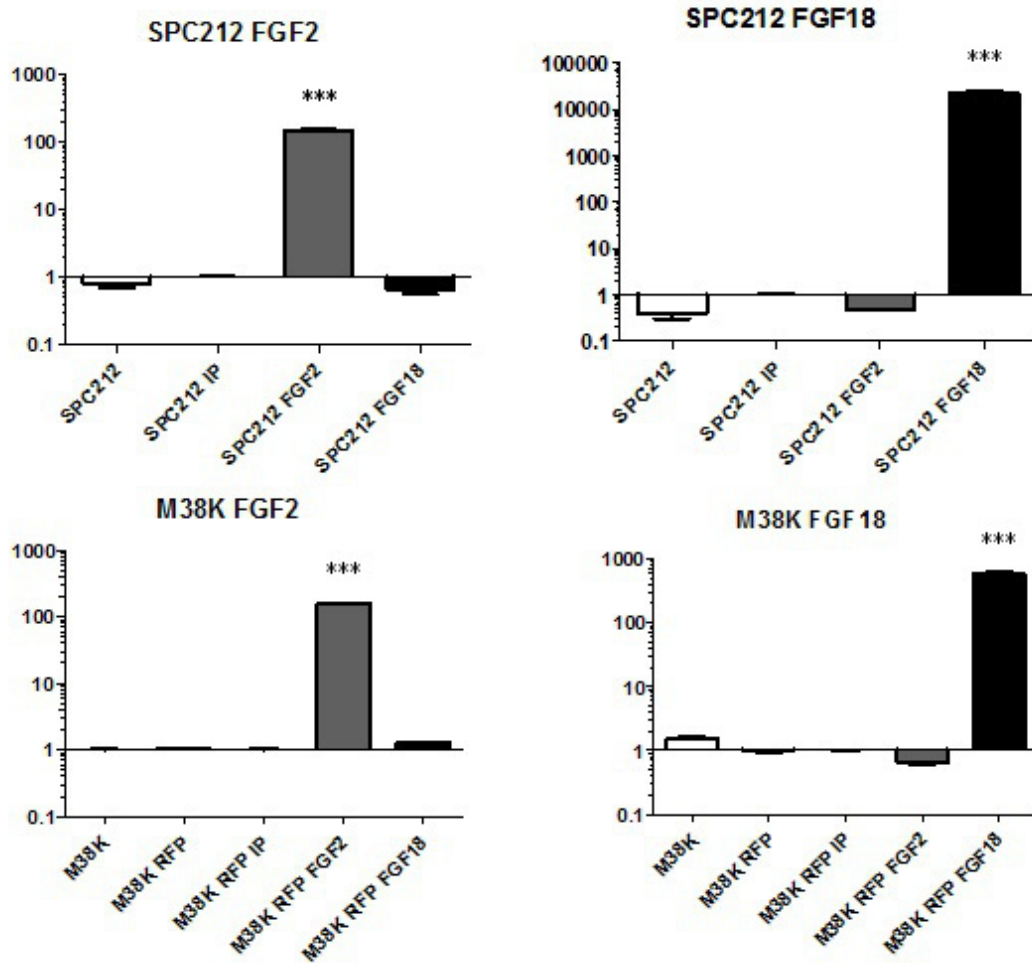 SPC212 FGF2
***
1000
100
10
1
0.1
SPC212
SPC212 IP
SPC212 FGF2
SPC212 FGF18
SPC212 FGF18
***
100000
10000
1000
100
10
1
0.1
SPC212
SPC212 IP
SPC212 FGF2
SPC212 FGF18
M38K FGF2
***
1000
100
10
1
0.1
M38K
M38K RFP
M38K RFP IP
M38K RFP FGF2
M38K RFP FGF18
M38K FGF18
***
1000
100
10
1
0.1
M38K
M38K RFP
M38K RFP IP
M38K RFP FGF2
M38K RFP FGF18